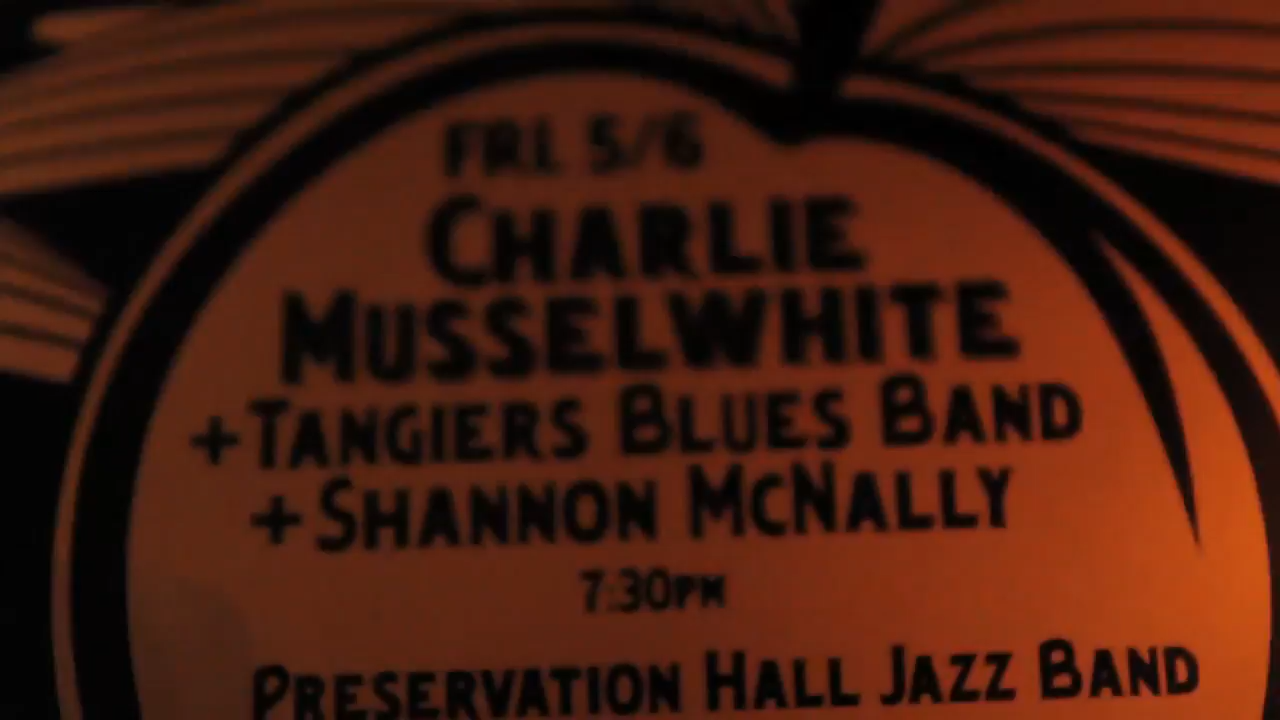 FRI. 5/6
CHARLIE
MUSSELWHITE
+TANGIERS BLUES BAND
+SHANNON MCNALLY
7:30PM
PRESERVATION HALL JAZZ BAND